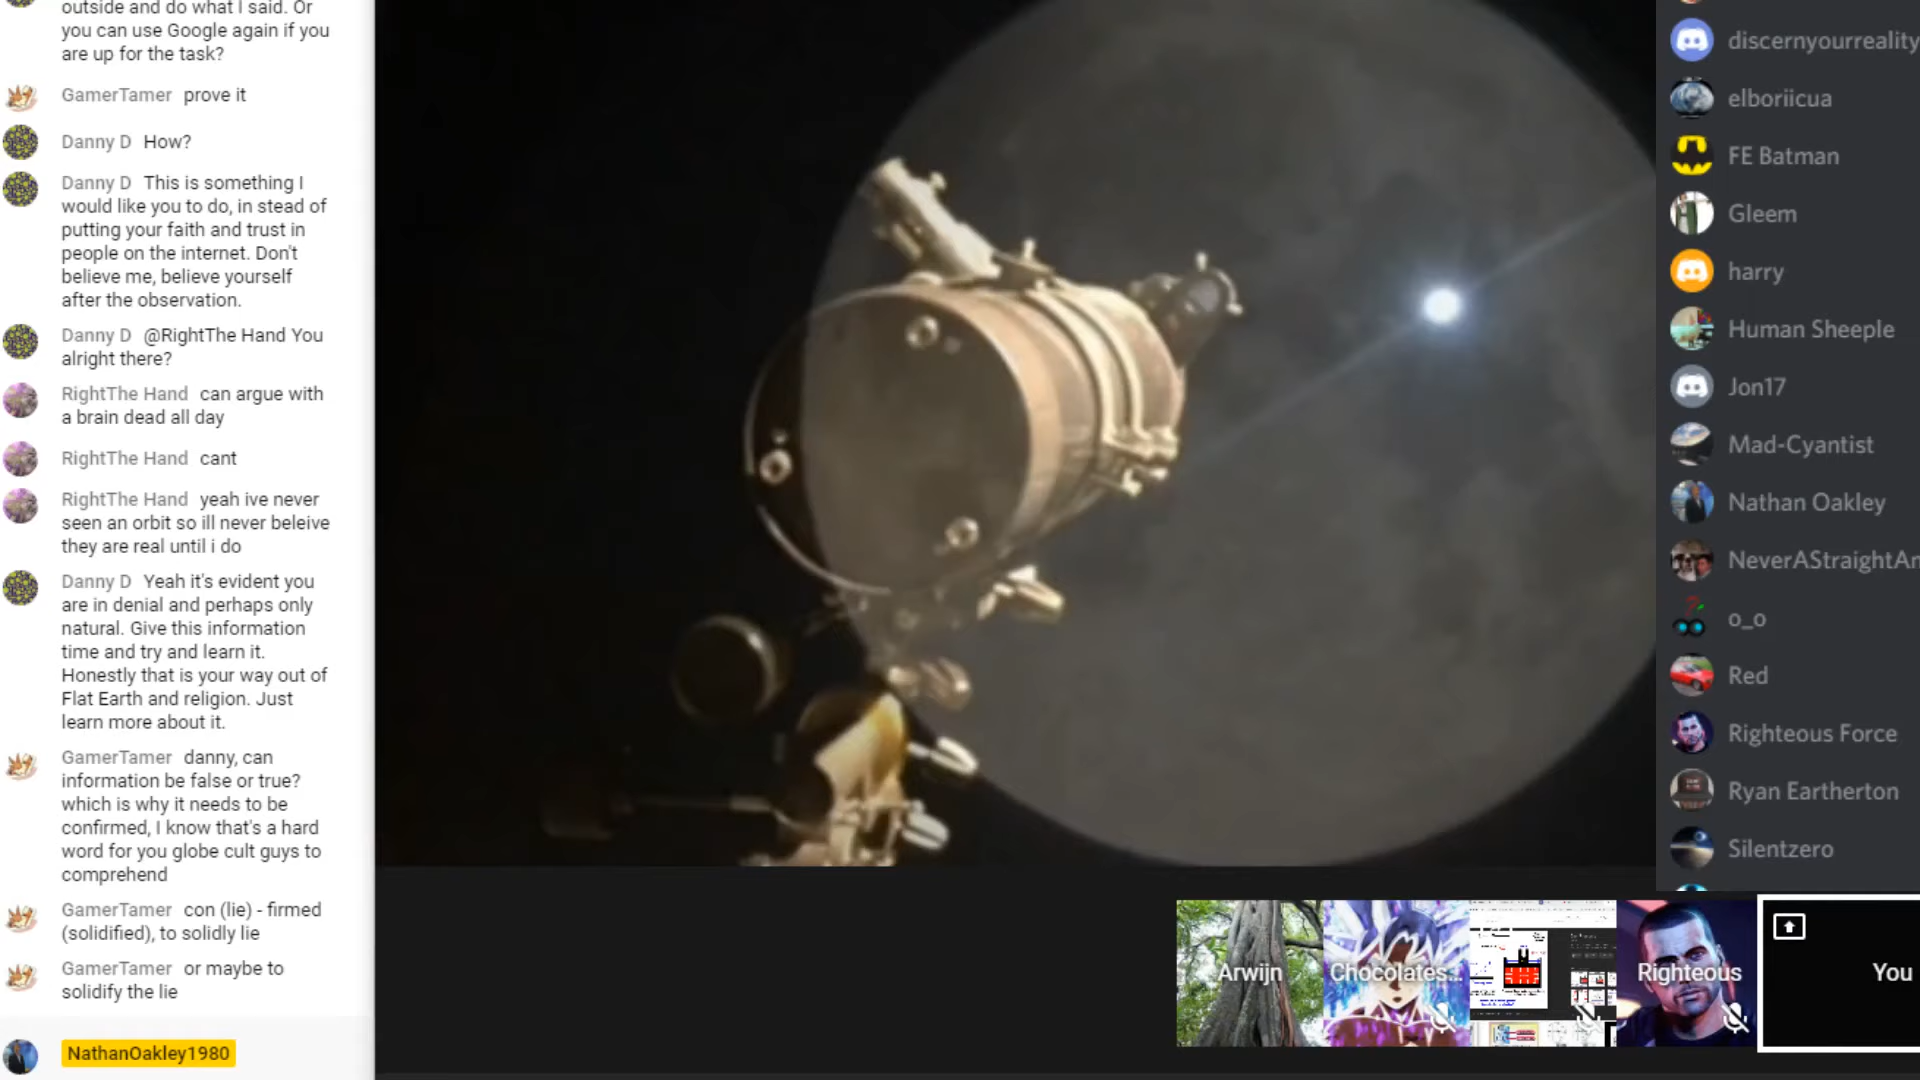 outside and do what I said. Or
you can use Google again if you
are up for the task?
GamerTamer prove it
Danny D How?
Danny D This is something I
would like you to do, in stead of
putting your faith and trust in
people on the internet. Don't
believe me, believe yourself
after the observation.
Danny D @RightThe Hand You
alright there?
RightThe Hand can argue with
a brain dead all day
RightThe Hand cant
RightThe Hand yeah ive never
seen an orbit so ill never beleive
they are real until i do
Danny D Yeah it's evident you
are in denial and perhaps only
natural. Give this information
time and try and learn it.
Honestly that is your way out of
Flat Earth and religion. Just
learn more about it.
GamerTamer danny, can
information be false or true?
which is why it needs to be
confirmed, I know that's a hard
word for you globe cult guys to
comprehend
GamerTamer con (lie) - firmed
(solidified), to solidly lie
GamerTamer or maybe to
solidify the lie
NathanOakley1980
discernyourreality
elboriicua
FE Batman
Gleem
harry
Human Sheeple
Jon17
Mad-Cyantist
Nathan Oakley
NeverAStraightAn
o_o
Red
Righteous Force
Ryan Eartherton
Silentzero
Arwijn
Chocolates...
Righteous
You